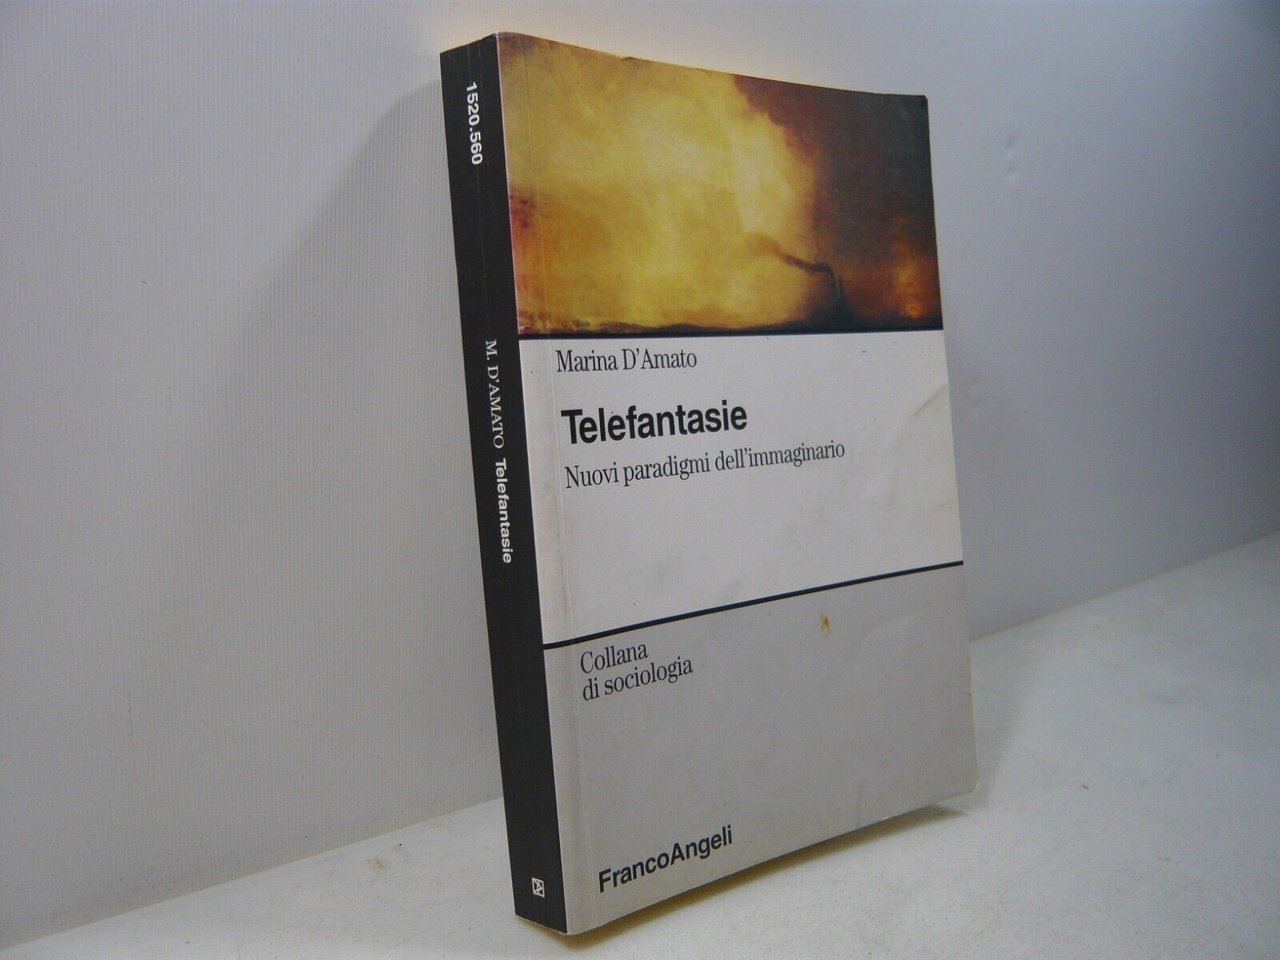 1520.560
M. D'AMATO Telefantasie
Marina D'Amato
Telefantasie
Nuovi paradigmi dell'immaginario
Collana
di sociologia
FrancoAngeli